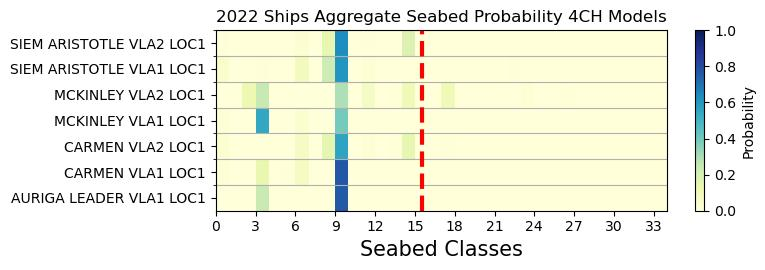 2022 Ships Aggregate Seabed Probability 4CH Models
SIEM ARISTOTLE VLA2 LOC1
SIEM ARISTOTLE VLA1 LOC1
MCKINLEY VLA2 LOC1
MCKINLEY VLA1 LOC1
CARMEN VLA2 LOC1
CARMEN VLA1 LOC1
AURIGA LEADER VLA1 LOC1
0 3 6 9 12 15 18 21 24 27 30 33
Seabed Classes
1.0
0.8
0.6
0.4
0.2
0.0
Probability